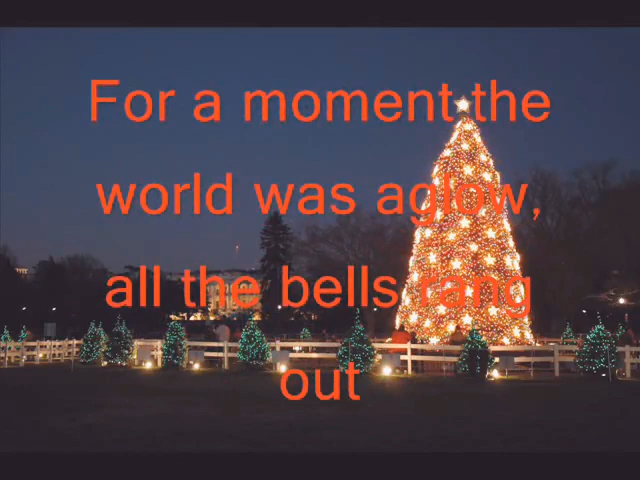 For a moment the
world was aglow,
all the bells rang
out